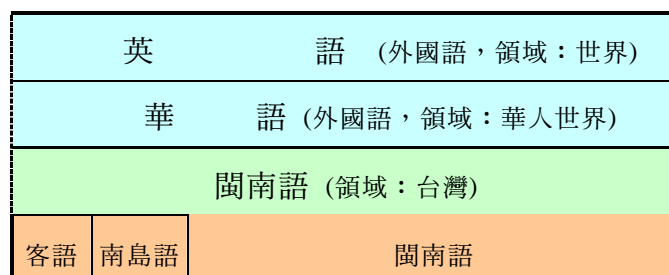 英 語 (外國語，領域：世界)
華 語 (外國語，領域：華人世界)
閩南語 (領域：台灣)
客語 南島語 閩南語